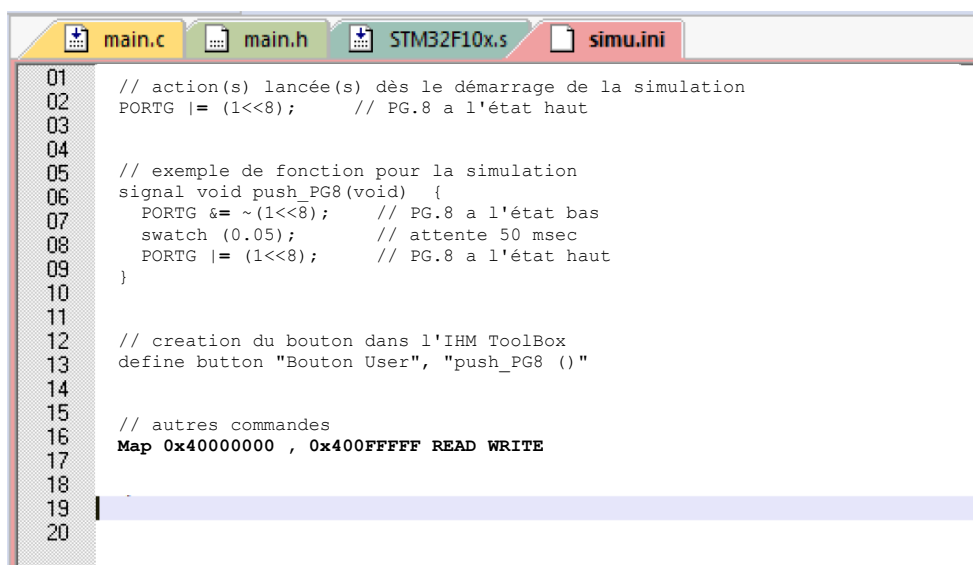 main.c main.h STM32F10x.s simu.ini
01
02
03
04
05
06
07
08
09
10
11
12
13
14
15
16
17
18
19
20
// action(s) lancée(s) dès le démarrage de la simulation
PORTG |= (1<<8);      // PG.8 a l'état haut
// exemple de fonction pour la simulation
signal void push_PG8(void)  {
  PORTG &= ~(1<<8);    // PG.8 a l'état bas
  swatch (0.05);       // attente 50 msec
  PORTG |= (1<<8);     // PG.8 a l'état haut
}
// creation du bouton dans l'IHM ToolBox
define button "Bouton User", "push_PG8 ()"
// autres commandes
Map 0x40000000 , 0x400FFFFF READ WRITE